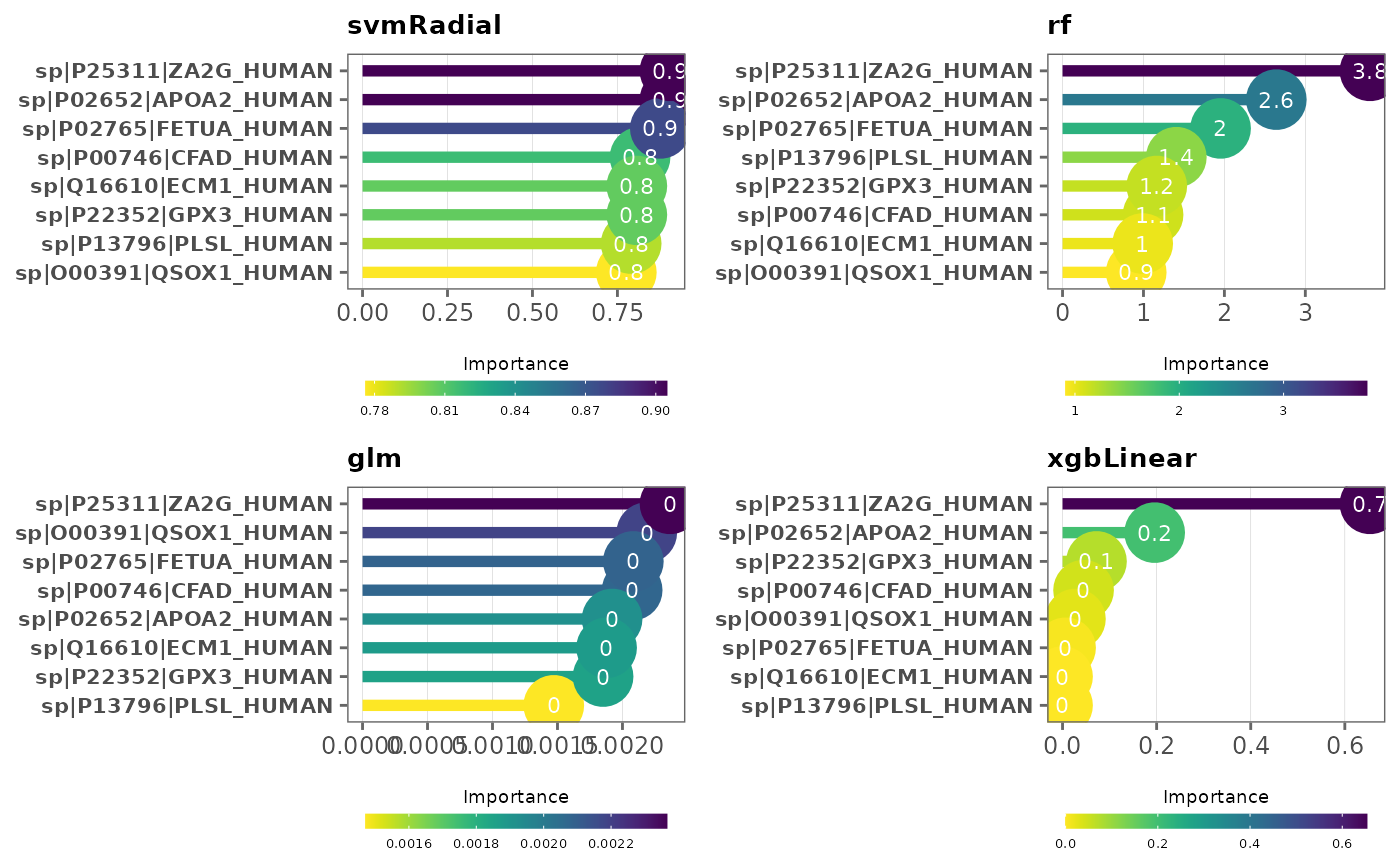 svmRadial
sp|P25311|ZA2G_HUMAN 0.9
sp|P02652|APOA2_HUMAN 0.9
sp|P02765|FETUA_HUMAN 0.9
sp|P00746|CFAD_HUMAN 0.8
sp|Q16610|ECM1_HUMAN 0.8
sp|P22352|GPX3_HUMAN 0.8
sp|P13796|PLSL_HUMAN 0.8
sp|O00391|QSOX1_HUMAN 0.8
0.00 0.25 0.50 0.75
Importance
0.78 0.81 0.84 0.87 0.90
rf
sp|P25311|ZA2G_HUMAN 3.8
sp|P02652|APOA2_HUMAN 2.6
sp|P02765|FETUA_HUMAN 2
sp|P13796|PLSL_HUMAN 1.4
sp|P22352|GPX3_HUMAN 1.2
sp|P00746|CFAD_HUMAN 1.1
sp|Q16610|ECM1_HUMAN 1
sp|O00391|QSOX1_HUMAN 0.9
0 1 2 3
Importance
1 2 3
glm
sp|P25311|ZA2G_HUMAN 0
sp|O00391|QSOX1_HUMAN 0
sp|P02765|FETUA_HUMAN 0
sp|P00746|CFAD_HUMAN 0
sp|P02652|APOA2_HUMAN 0
sp|Q16610|ECM1_HUMAN 0
sp|P22352|GPX3_HUMAN 0
sp|P13796|PLSL_HUMAN 0
0.0000 0.0005 0.0010 0.0015 0.0020
Importance
0.0016 0.0018 0.0020 0.0022
xgbLinear
sp|P25311|ZA2G_HUMAN 0.7
sp|P02652|APOA2_HUMAN 0.2
sp|P22352|GPX3_HUMAN 0.1
sp|P00746|CFAD_HUMAN 0
sp|O00391|QSOX1_HUMAN 0
sp|P02765|FETUA_HUMAN 0
sp|Q16610|ECM1_HUMAN 0
sp|P13796|PLSL_HUMAN 0
0.0 0.2 0.4 0.6
Importance
0.0 0.2 0.4 0.6